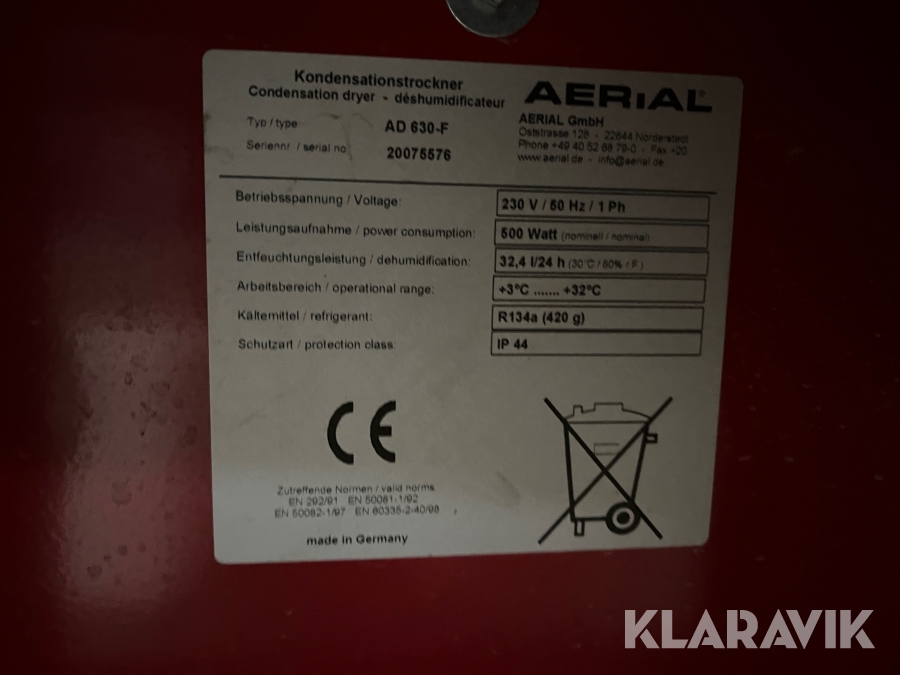 Kondensationstrockner
Condensation dryer - déshumidificateur
AERiAL
Typ / type: AD 630-F
Seriennr. / serial no 20075576
AERIAL GmbH
Oststrasse 128 - 22844 Norderstedt
Phone +49 40 52 68 79-0 - Fax +20
www.aerial.de - info@aerial.de
Betriebsspannung / Voltage: 230 V / 50 Hz / 1 Ph
Leistungsaufnahme / power consumption: 500 Watt (nominell / nominal)
Entfeuchtungsleistung / dehumidification: 32,4 l/24 h (30°C / 80% r.F.)
Arbeitsbereich / operational range: +3°C ....... +32°C
Kältemittel / refrigerant: R134a (420 g)
Schutzart / protection class: IP 44
CE
Zutreffende Normen / valid norms
EN 292/91 EN 50081-1/92
EN 50082-1/97 EN 60335-2-40/98
made in Germany
KLARAVIK